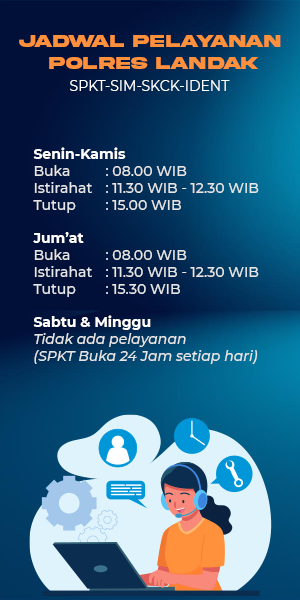 JADWAL PELAYANAN
POLRES LANDAK
SPKT-SIM-SKCK-IDENT
Senin-Kamis
Buka : 08.00 WIB
Istirahat : 11.30 WIB - 12.30 WIB
Tutup : 15.00 WIB
Jum'at
Buka : 08.00 WIB
Istirahat : 11.30 WIB - 12.30 WIB
Tutup : 15.30 WIB
Sabtu & Minggu
Tidak ada pelayanan
(SPKT Buka 24 Jam setiap hari)